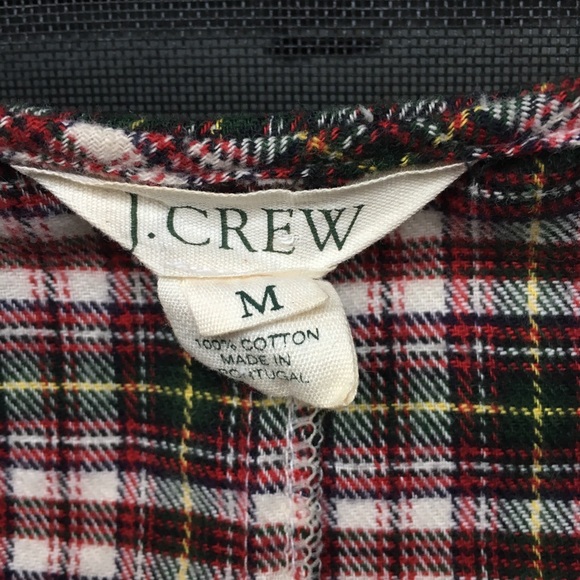 J.CREW
M
100% COTTON
MADE IN
PORTUGAL